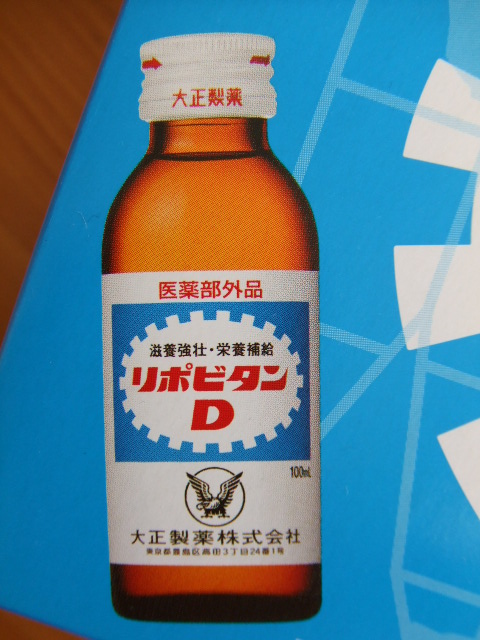 大正製薬
医薬部外品
滋養強壮・栄養補給
リポビタン
D
100mL
大正製薬株式会社
東京都豊島区高田3丁目24番1号